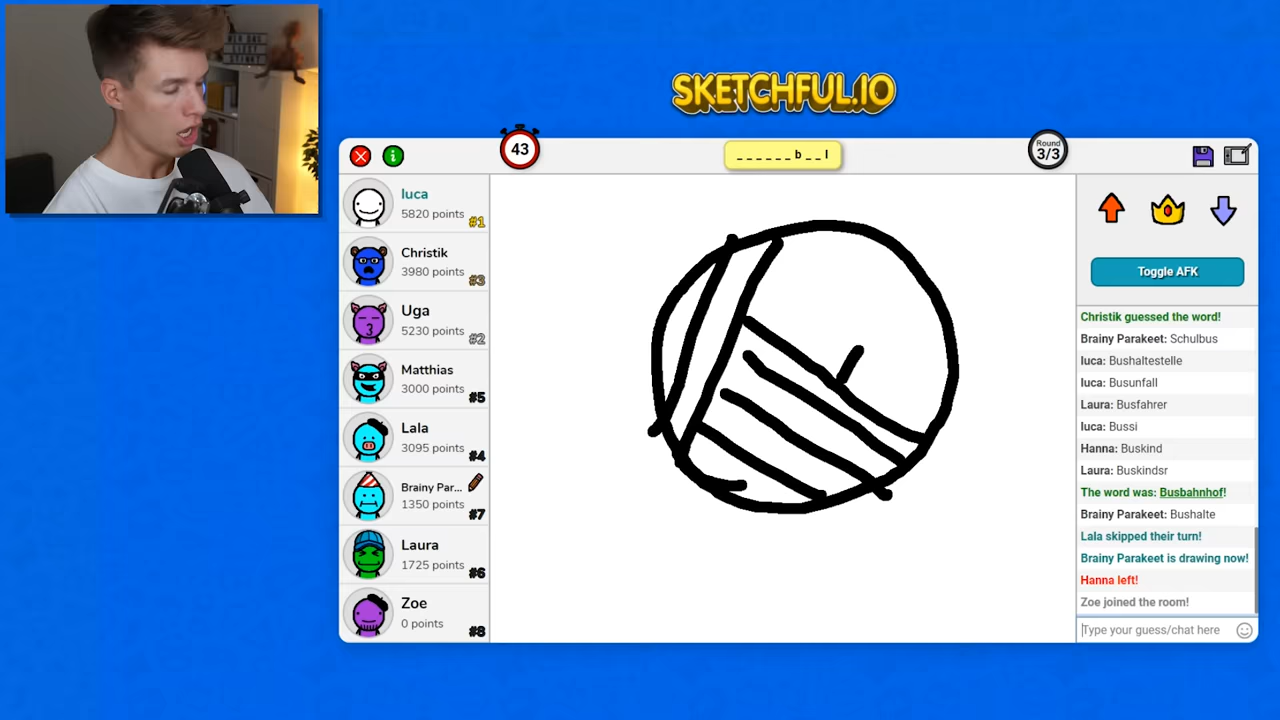 SKETCHFUL.IO
43
_ _ _ _ _ _ b _ _ l
Round
3/3
luca
5820 points
#1
Christik
3980 points
#3
Uga
5230 points
#2
Matthias
3000 points
#5
Lala
3095 points
#4
Brainy Par...
1350 points
#7
Laura
1725 points
#6
Zoe
0 points
#8
Toggle AFK
Christik guessed the word!
Brainy Parakeet: Schulbus
luca: Bushaltestelle
luca: Busunfall
Laura: Busfahrer
luca: Bussi
Hanna: Buskind
Laura: Buskindsr
The word was: Busbahnhof!
Brainy Parakeet: Bushalte
Lala skipped their turn!
Brainy Parakeet is drawing now!
Hanna left!
Zoe joined the room!
Type your guess/chat here